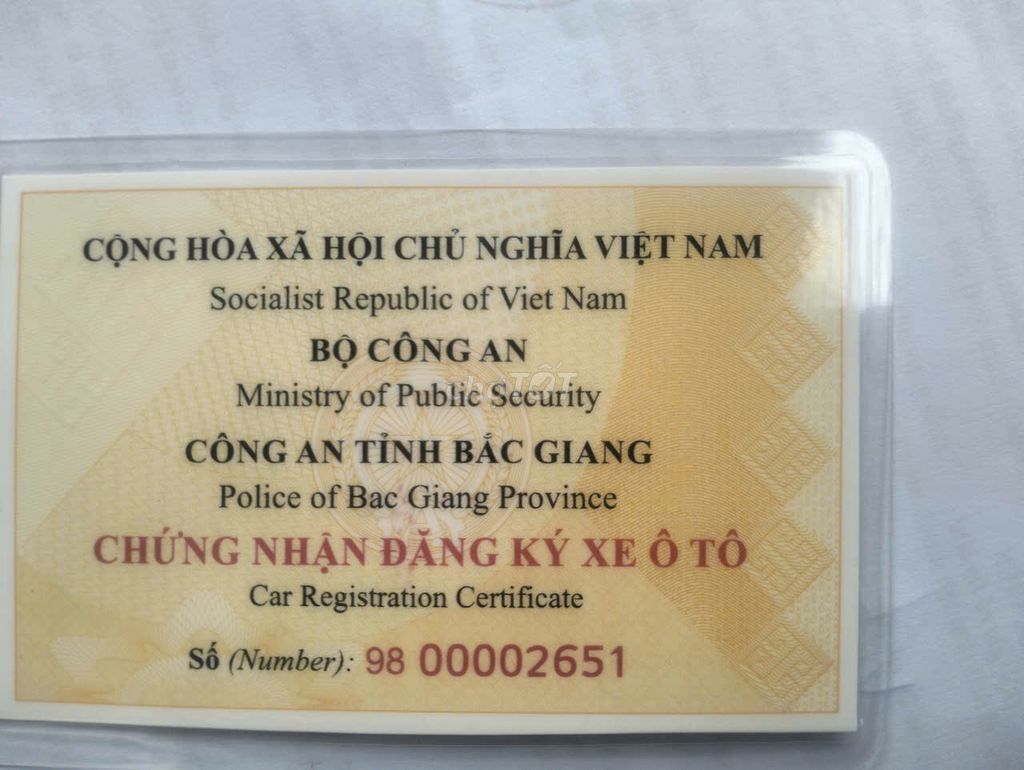 CỘNG HÒA XÃ HỘI CHỦ NGHĨA VIỆT NAM
Socialist Republic of Viet Nam
BỘ CÔNG AN
Ministry of Public Security
CÔNG AN TỈNH BẮC GIANG
Police of Bac Giang Province
CHỨNG NHẬN ĐĂNG KÝ XE Ô TÔ
Car Registration Certificate
Số (Number): 98 00002651